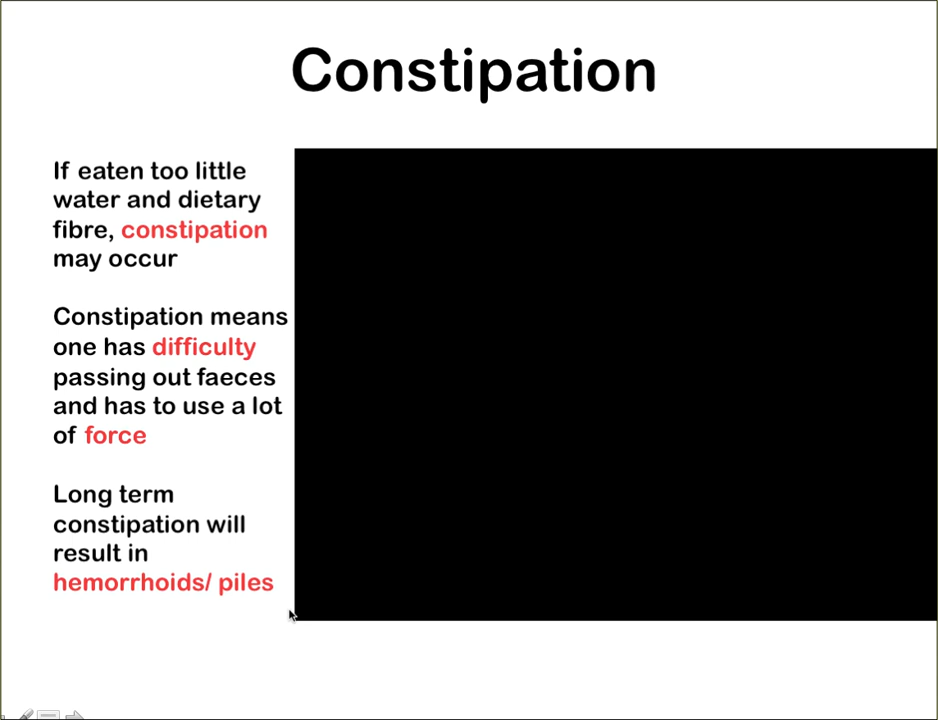 Constipation
If eaten too little
water and dietary
fibre, constipation
may occur
Constipation means
one has difficulty
passing out faeces
and has to use a lot
of force
Long term
constipation will
result in
hemorrhoids/ piles